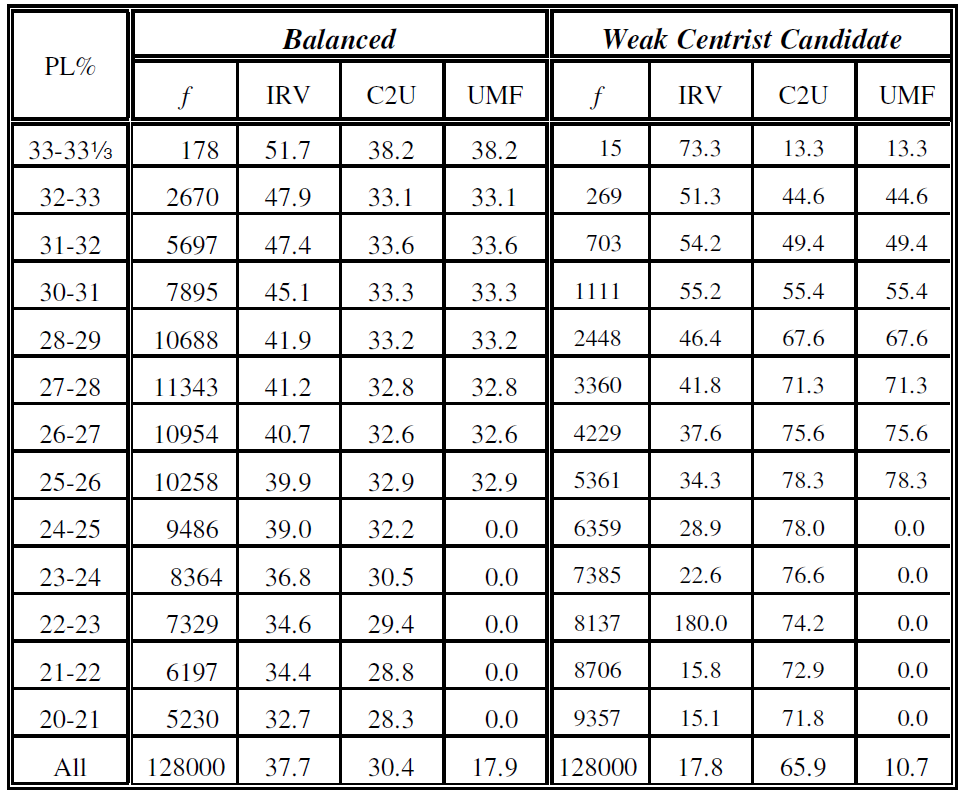 PL% Balanced Weak Centrist Candidate
f IRV C2U UMF f IRV C2U UMF
33-33⅓ 178 51.7 38.2 38.2 15 73.3 13.3 13.3
32-33 2670 47.9 33.1 33.1 269 51.3 44.6 44.6
31-32 5697 47.4 33.6 33.6 703 54.2 49.4 49.4
30-31 7895 45.1 33.3 33.3 1111 55.2 55.4 55.4
28-29 10688 41.9 33.2 33.2 2448 46.4 67.6 67.6
27-28 11343 41.2 32.8 32.8 3360 41.8 71.3 71.3
26-27 10954 40.7 32.6 32.6 4229 37.6 75.6 75.6
25-26 10258 39.9 32.9 32.9 5361 34.3 78.3 78.3
24-25 9486 39.0 32.2 0.0 6359 28.9 78.0 0.0
23-24 8364 36.8 30.5 0.0 7385 22.6 76.6 0.0
22-23 7329 34.6 29.4 0.0 8137 180.0 74.2 0.0
21-22 6197 34.4 28.8 0.0 8706 15.8 72.9 0.0
20-21 5230 32.7 28.3 0.0 9357 15.1 71.8 0.0
All 128000 37.7 30.4 17.9 128000 17.8 65.9 10.7